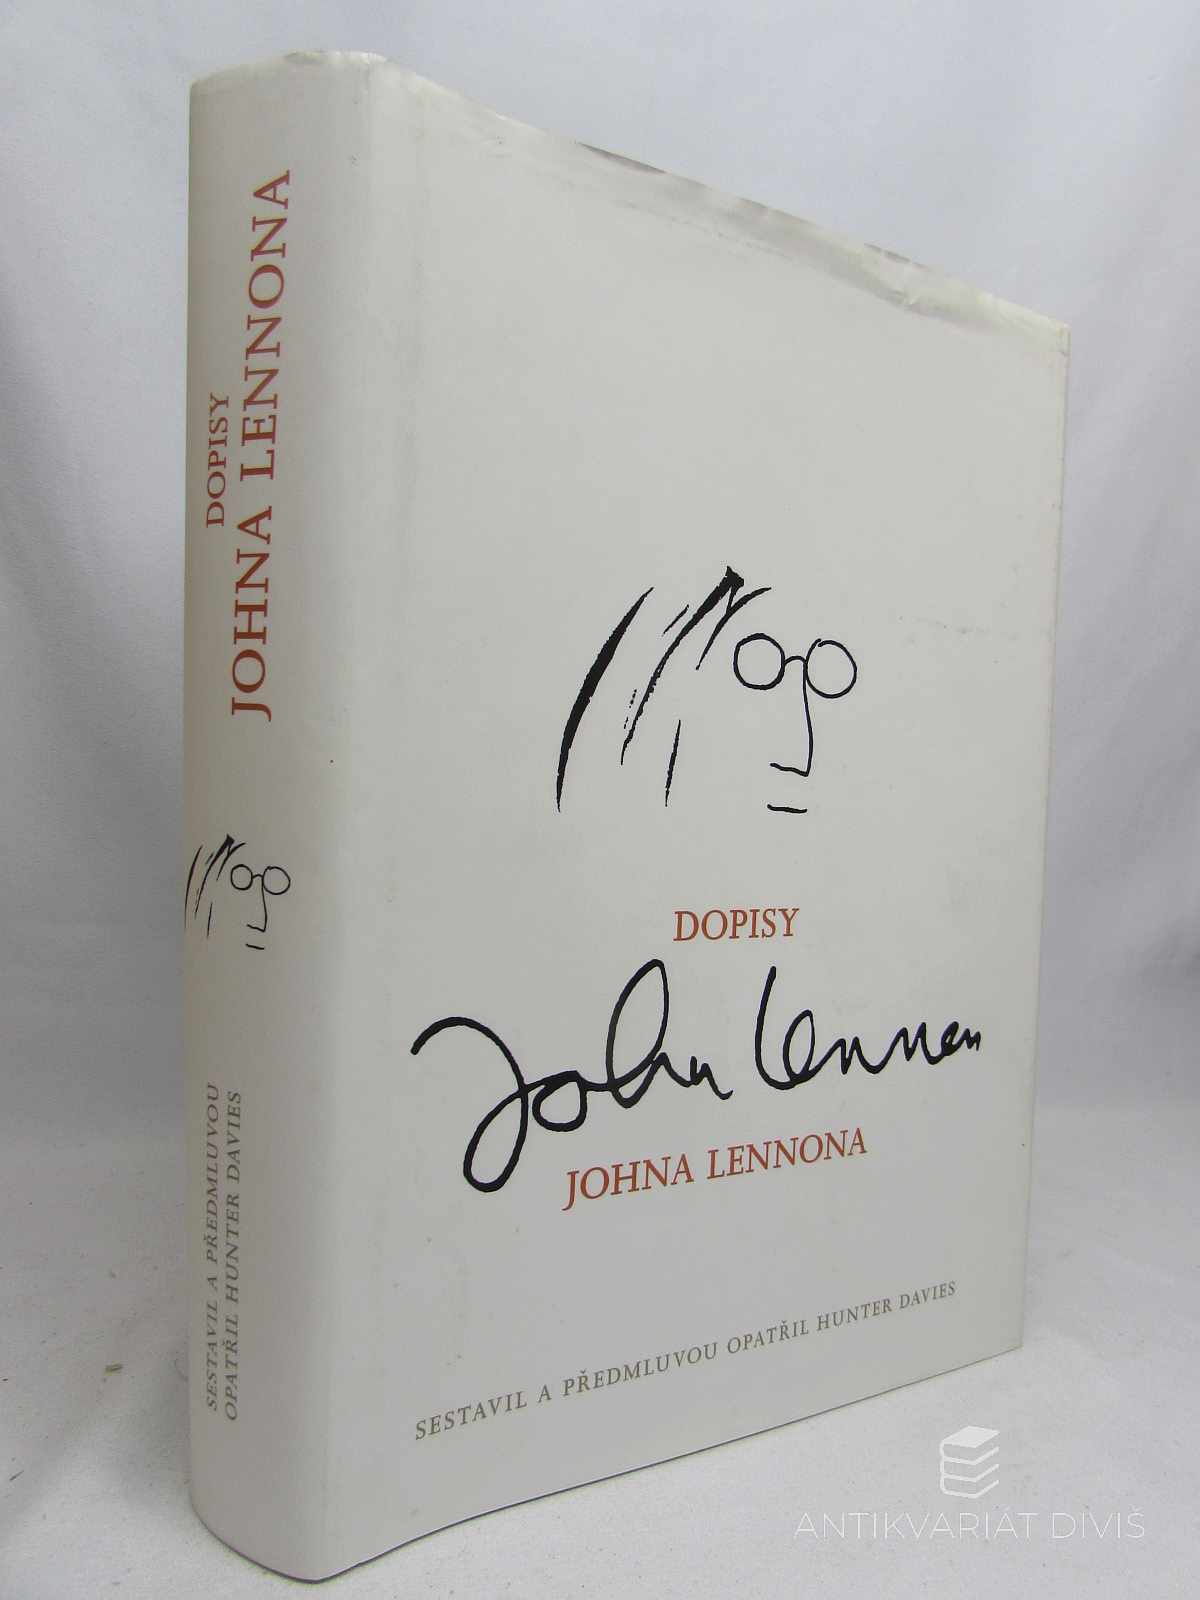 DOPISY
JOHNA LENNONA
SESTAVIL A PŘEDMLUVOU
OPATŘIL HUNTER DAVIES
DOPISY
John Lennon
JOHNA LENNONA
SESTAVIL A PŘEDMLUVOU OPATŘIL HUNTER DAVIES
ANTIKVARIÁT DIVIŠ